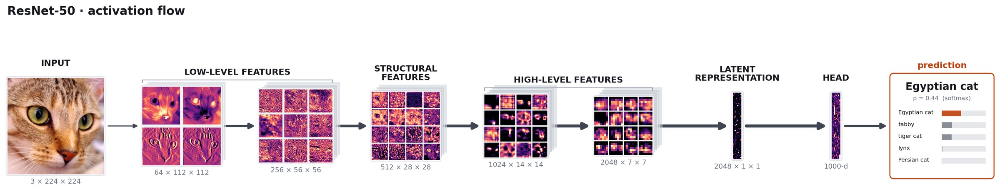 ResNet-50 · activation flow
INPUT
3 × 224 × 224
LOW-LEVEL FEATURES
64 × 112 × 112
256 × 56 × 56
STRUCTURAL
FEATURES
512 × 28 × 28
HIGH-LEVEL FEATURES
1024 × 14 × 14
2048 × 7 × 7
LATENT
REPRESENTATION
2048 × 1 × 1
HEAD
1000-d
prediction
Egyptian cat
p = 0.44 (softmax)
Egyptian cat
tabby
tiger cat
lynx
Persian cat